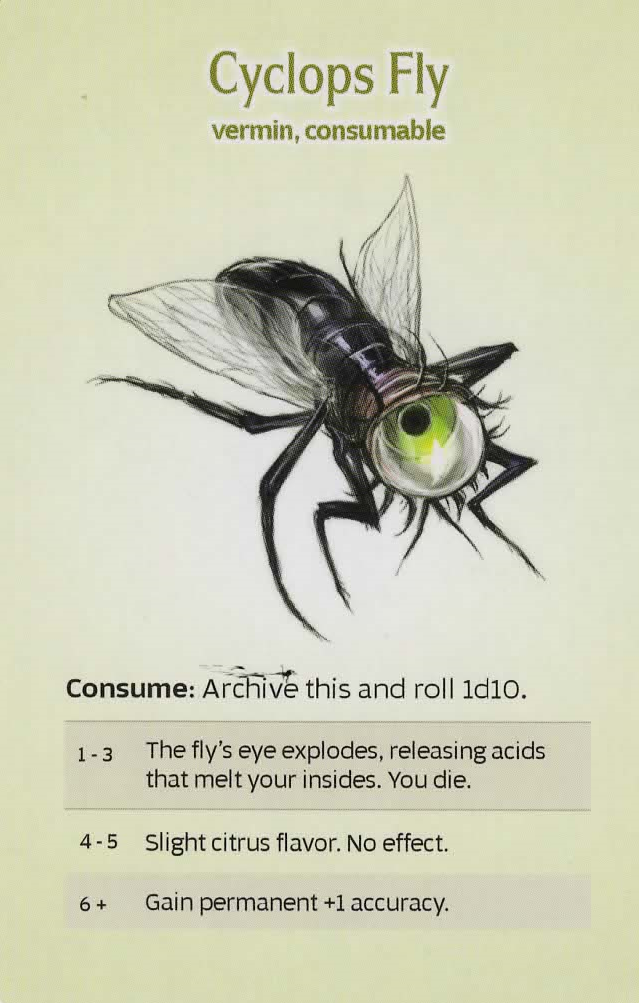 Cyclops Fly
vermin, consumable
Consume: Archive this and roll 1d10.
1 - 3 The fly's eye explodes, releasing acids
that melt your insides. You die.
4 - 5 Slight citrus flavor. No effect.
6 + Gain permanent +1 accuracy.